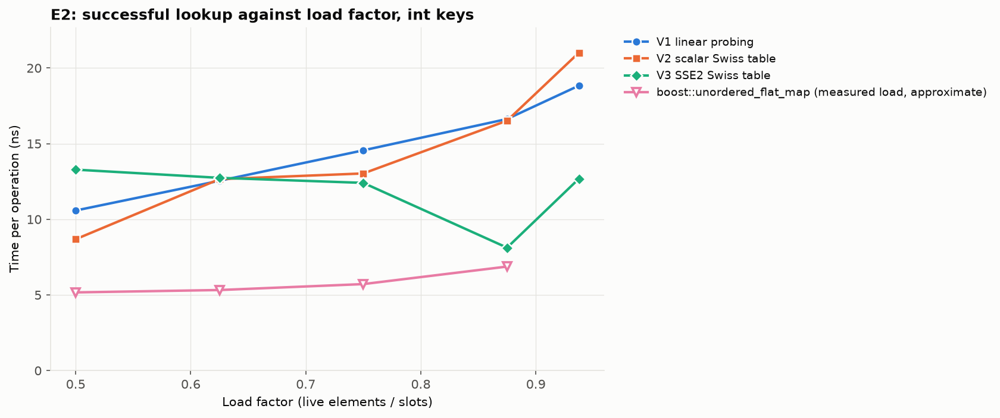 E2: successful lookup against load factor, int keys
V1 linear probing
V2 scalar Swiss table
V3 SSE2 Swiss table
boost::unordered_flat_map (measured load, approximate)
Time per operation (ns)
20
15
10
5
0
0.5 0.6 0.7 0.8 0.9
Load factor (live elements / slots)